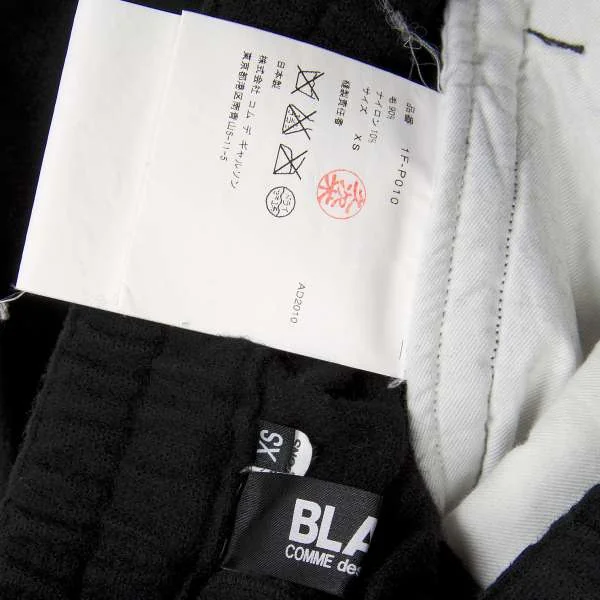 品番 1F-P010
毛 90%
ナイロン 10%
サイズ XS
縫製責任者
日本製
株式会社 コム デ ギャルソン
東京都港区南青山5-11-5
AD2010
XS
BLA
COMME des